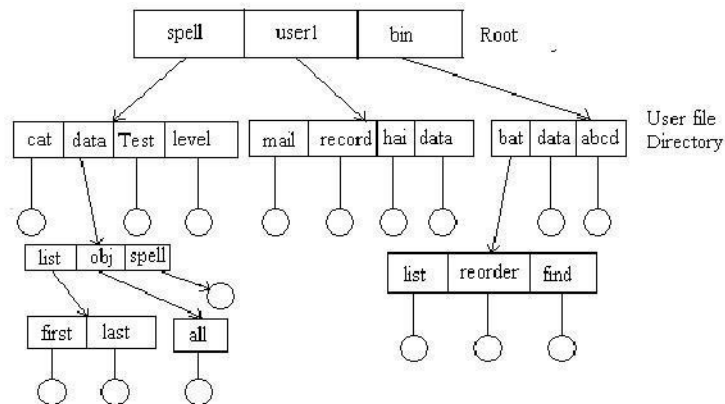 spell user1 bin Root
User file
Directory
cat data Test level
mail record hai data
bat data abcd
list obj spell
list reorder find
first last
all